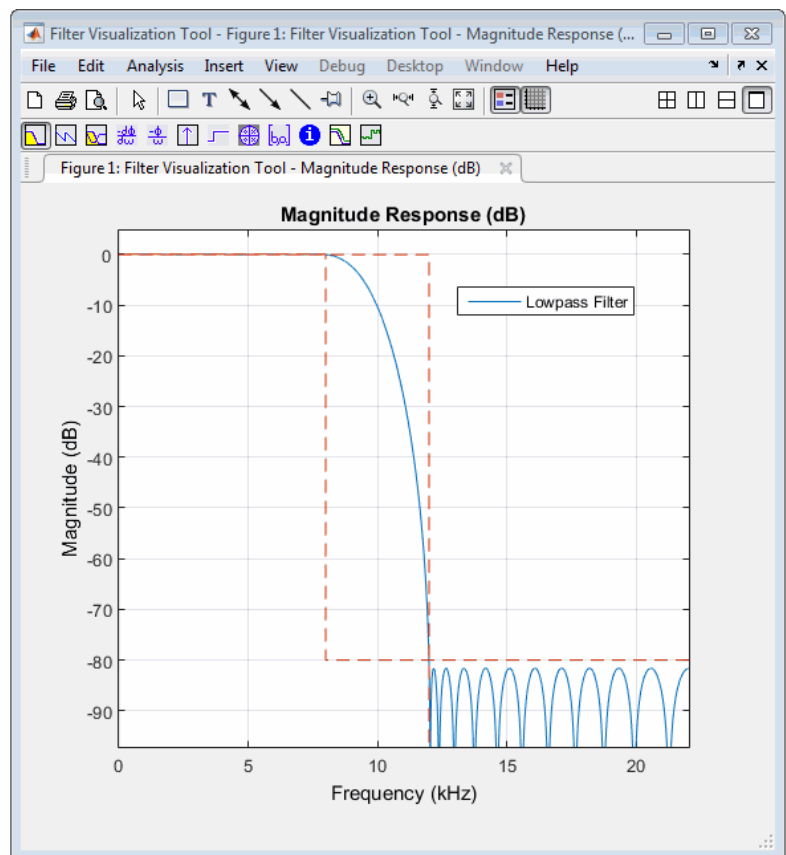 Filter Visualization Tool - Figure 1: Filter Visualization Tool - Magnitude Response (...
File Edit Analysis Insert View Debug Desktop Window Help
T
[b,a] i
Figure 1: Filter Visualization Tool - Magnitude Response (dB)
Magnitude Response (dB)
Lowpass Filter
Magnitude (dB)
0
-10
-20
-30
-40
-50
-60
-70
-80
-90
0 5 10 15 20
Frequency (kHz)